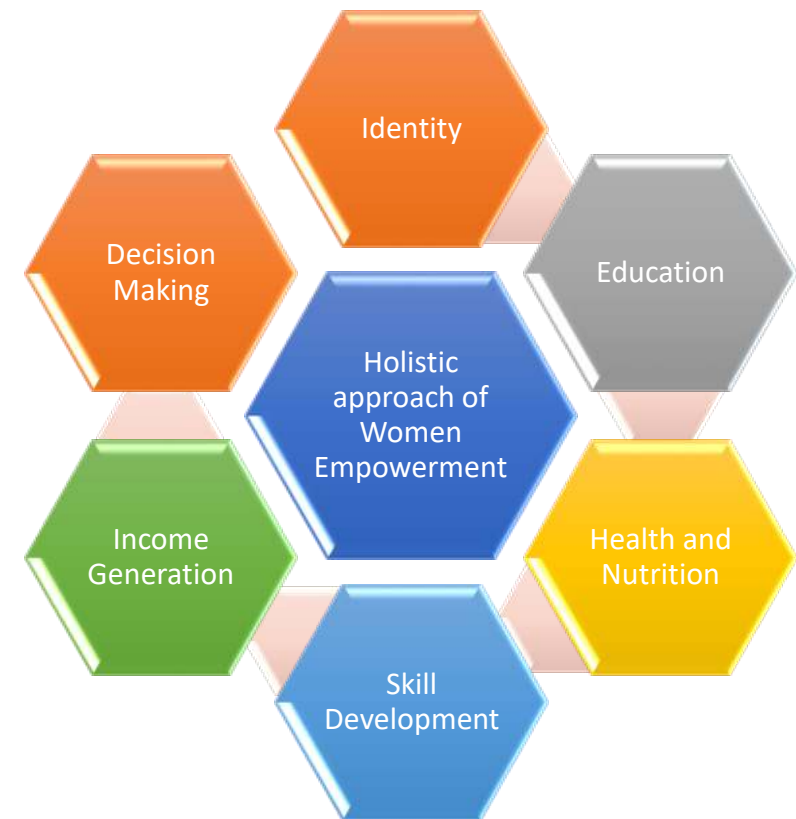 Identity
Education
Health and
Nutrition
Skill
Development
Income
Generation
Decision
Making
Holistic
approach of
Women
Empowerment